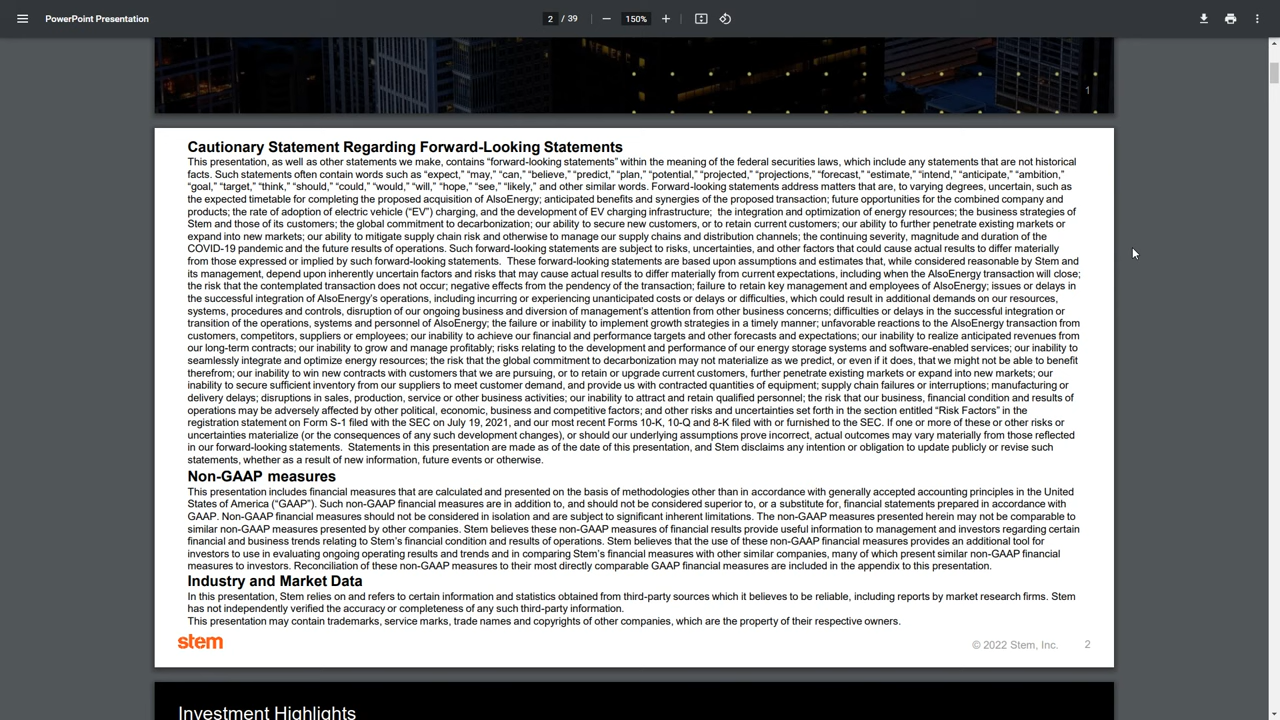 PowerPoint Presentation
2 / 39
150%
1
Cautionary Statement Regarding Forward-Looking Statements
This presentation, as well as other statements we make, contains “forward-looking statements” within the meaning of the federal securities laws, which include any statements that are not historical
facts. Such statements often contain words such as “expect,” “may,” “can,” “believe,” “predict,” “plan,” “potential,” “projected,” “projections,” “forecast,” “estimate,” “intend,” “anticipate,” “ambition,”
“goal,” “target,” “think,” “should,” “could,” “would,” “will,” “hope,” “see,” “likely,” and other similar words. Forward-looking statements address matters that are, to varying degrees, uncertain, such as
the expected timetable for completing the proposed acquisition of AlsoEnergy; anticipated benefits and synergies of the proposed transaction; future opportunities for the combined company and
products; the rate of adoption of electric vehicle (“EV”) charging, and the development of EV charging infrastructure;  the integration and optimization of energy resources; the business strategies of
Stem and those of its customers; the global commitment to decarbonization; our ability to secure new customers, or to retain current customers; our ability to further penetrate existing markets or
expand into new markets; our ability to mitigate supply chain risk and otherwise to manage our supply chains and distribution channels; the continuing severity, magnitude and duration of the
COVID-19 pandemic and the future results of operations. Such forward-looking statements are subject to risks, uncertainties, and other factors that could cause actual results to differ materially
from those expressed or implied by such forward-looking statements.  These forward-looking statements are based upon assumptions and estimates that, while considered reasonable by Stem and
its management, depend upon inherently uncertain factors and risks that may cause actual results to differ materially from current expectations, including when the AlsoEnergy transaction will close;
the risk that the contemplated transaction does not occur; negative effects from the pendency of the transaction; failure to retain key management and employees of AlsoEnergy; issues or delays in
the successful integration of AlsoEnergy’s operations, including incurring or experiencing unanticipated costs or delays or difficulties, which could result in additional demands on our resources,
systems, procedures and controls, disruption of our ongoing business and diversion of management’s attention from other business concerns; difficulties or delays in the successful integration or
transition of the operations, systems and personnel of AlsoEnergy; the failure or inability to implement growth strategies in a timely manner; unfavorable reactions to the AlsoEnergy transaction from
customers, competitors, suppliers or employees; our inability to achieve our financial and performance targets and other forecasts and expectations; our inability to realize anticipated revenues from
our long-term contracts; our inability to grow and manage profitably; risks relating to the development and performance of our energy storage systems and software-enabled services; our inability to
seamlessly integrate and optimize energy resources; the risk that the global commitment to decarbonization may not materialize as we predict, or even if it does, that we might not be able to benefit
therefrom; our inability to win new contracts with customers that we are pursuing, or to retain or upgrade current customers, further penetrate existing markets or expand into new markets; our
inability to secure sufficient inventory from our suppliers to meet customer demand, and provide us with contracted quantities of equipment; supply chain failures or interruptions; manufacturing or
delivery delays; disruptions in sales, production, service or other business activities; our inability to attract and retain qualified personnel; the risk that our business, financial condition and results of
operations may be adversely affected by other political, economic, business and competitive factors; and other risks and uncertainties set forth in the section entitled “Risk Factors” in the
registration statement on Form S-1 filed with the SEC on July 19, 2021, and our most recent Forms 10-K, 10-Q and 8-K filed with or furnished to the SEC. If one or more of these or other risks or
uncertainties materialize (or the consequences of any such development changes), or should our underlying assumptions prove incorrect, actual outcomes may vary materially from those reflected
in our forward-looking statements.  Statements in this presentation are made as of the date of this presentation, and Stem disclaims any intention or obligation to update publicly or revise such
statements, whether as a result of new information, future events or otherwise.
Non-GAAP measures
This presentation includes financial measures that are calculated and presented on the basis of methodologies other than in accordance with generally accepted accounting principles in the United
States of America (“GAAP”). Such non-GAAP financial measures are in addition to, and should not be considered superior to, or a substitute for, financial statements prepared in accordance with
GAAP. Non-GAAP financial measures should not be considered in isolation and are subject to significant inherent limitations. The non-GAAP measures presented herein may not be comparable to
similar non-GAAP measures presented by other companies. Stem believes these non-GAAP measures of financial results provide useful information to management and investors regarding certain
financial and business trends relating to Stem’s financial condition and results of operations. Stem believes that the use of these non-GAAP financial measures provides an additional tool for
investors to use in evaluating ongoing operating results and trends and in comparing Stem’s financial measures with other similar companies, many of which present similar non-GAAP financial
measures to investors. Reconciliation of these non-GAAP measures to their most directly comparable GAAP financial measures are included in the appendix to this presentation.
Industry and Market Data
In this presentation, Stem relies on and refers to certain information and statistics obtained from third-party sources which it believes to be reliable, including reports by market research firms. Stem
has not independently verified the accuracy or completeness of any such third-party information.
This presentation may contain trademarks, service marks, trade names and copyrights of other companies, which are the property of their respective owners.
stem
© 2022 Stem, Inc.
2
Investment Highlights